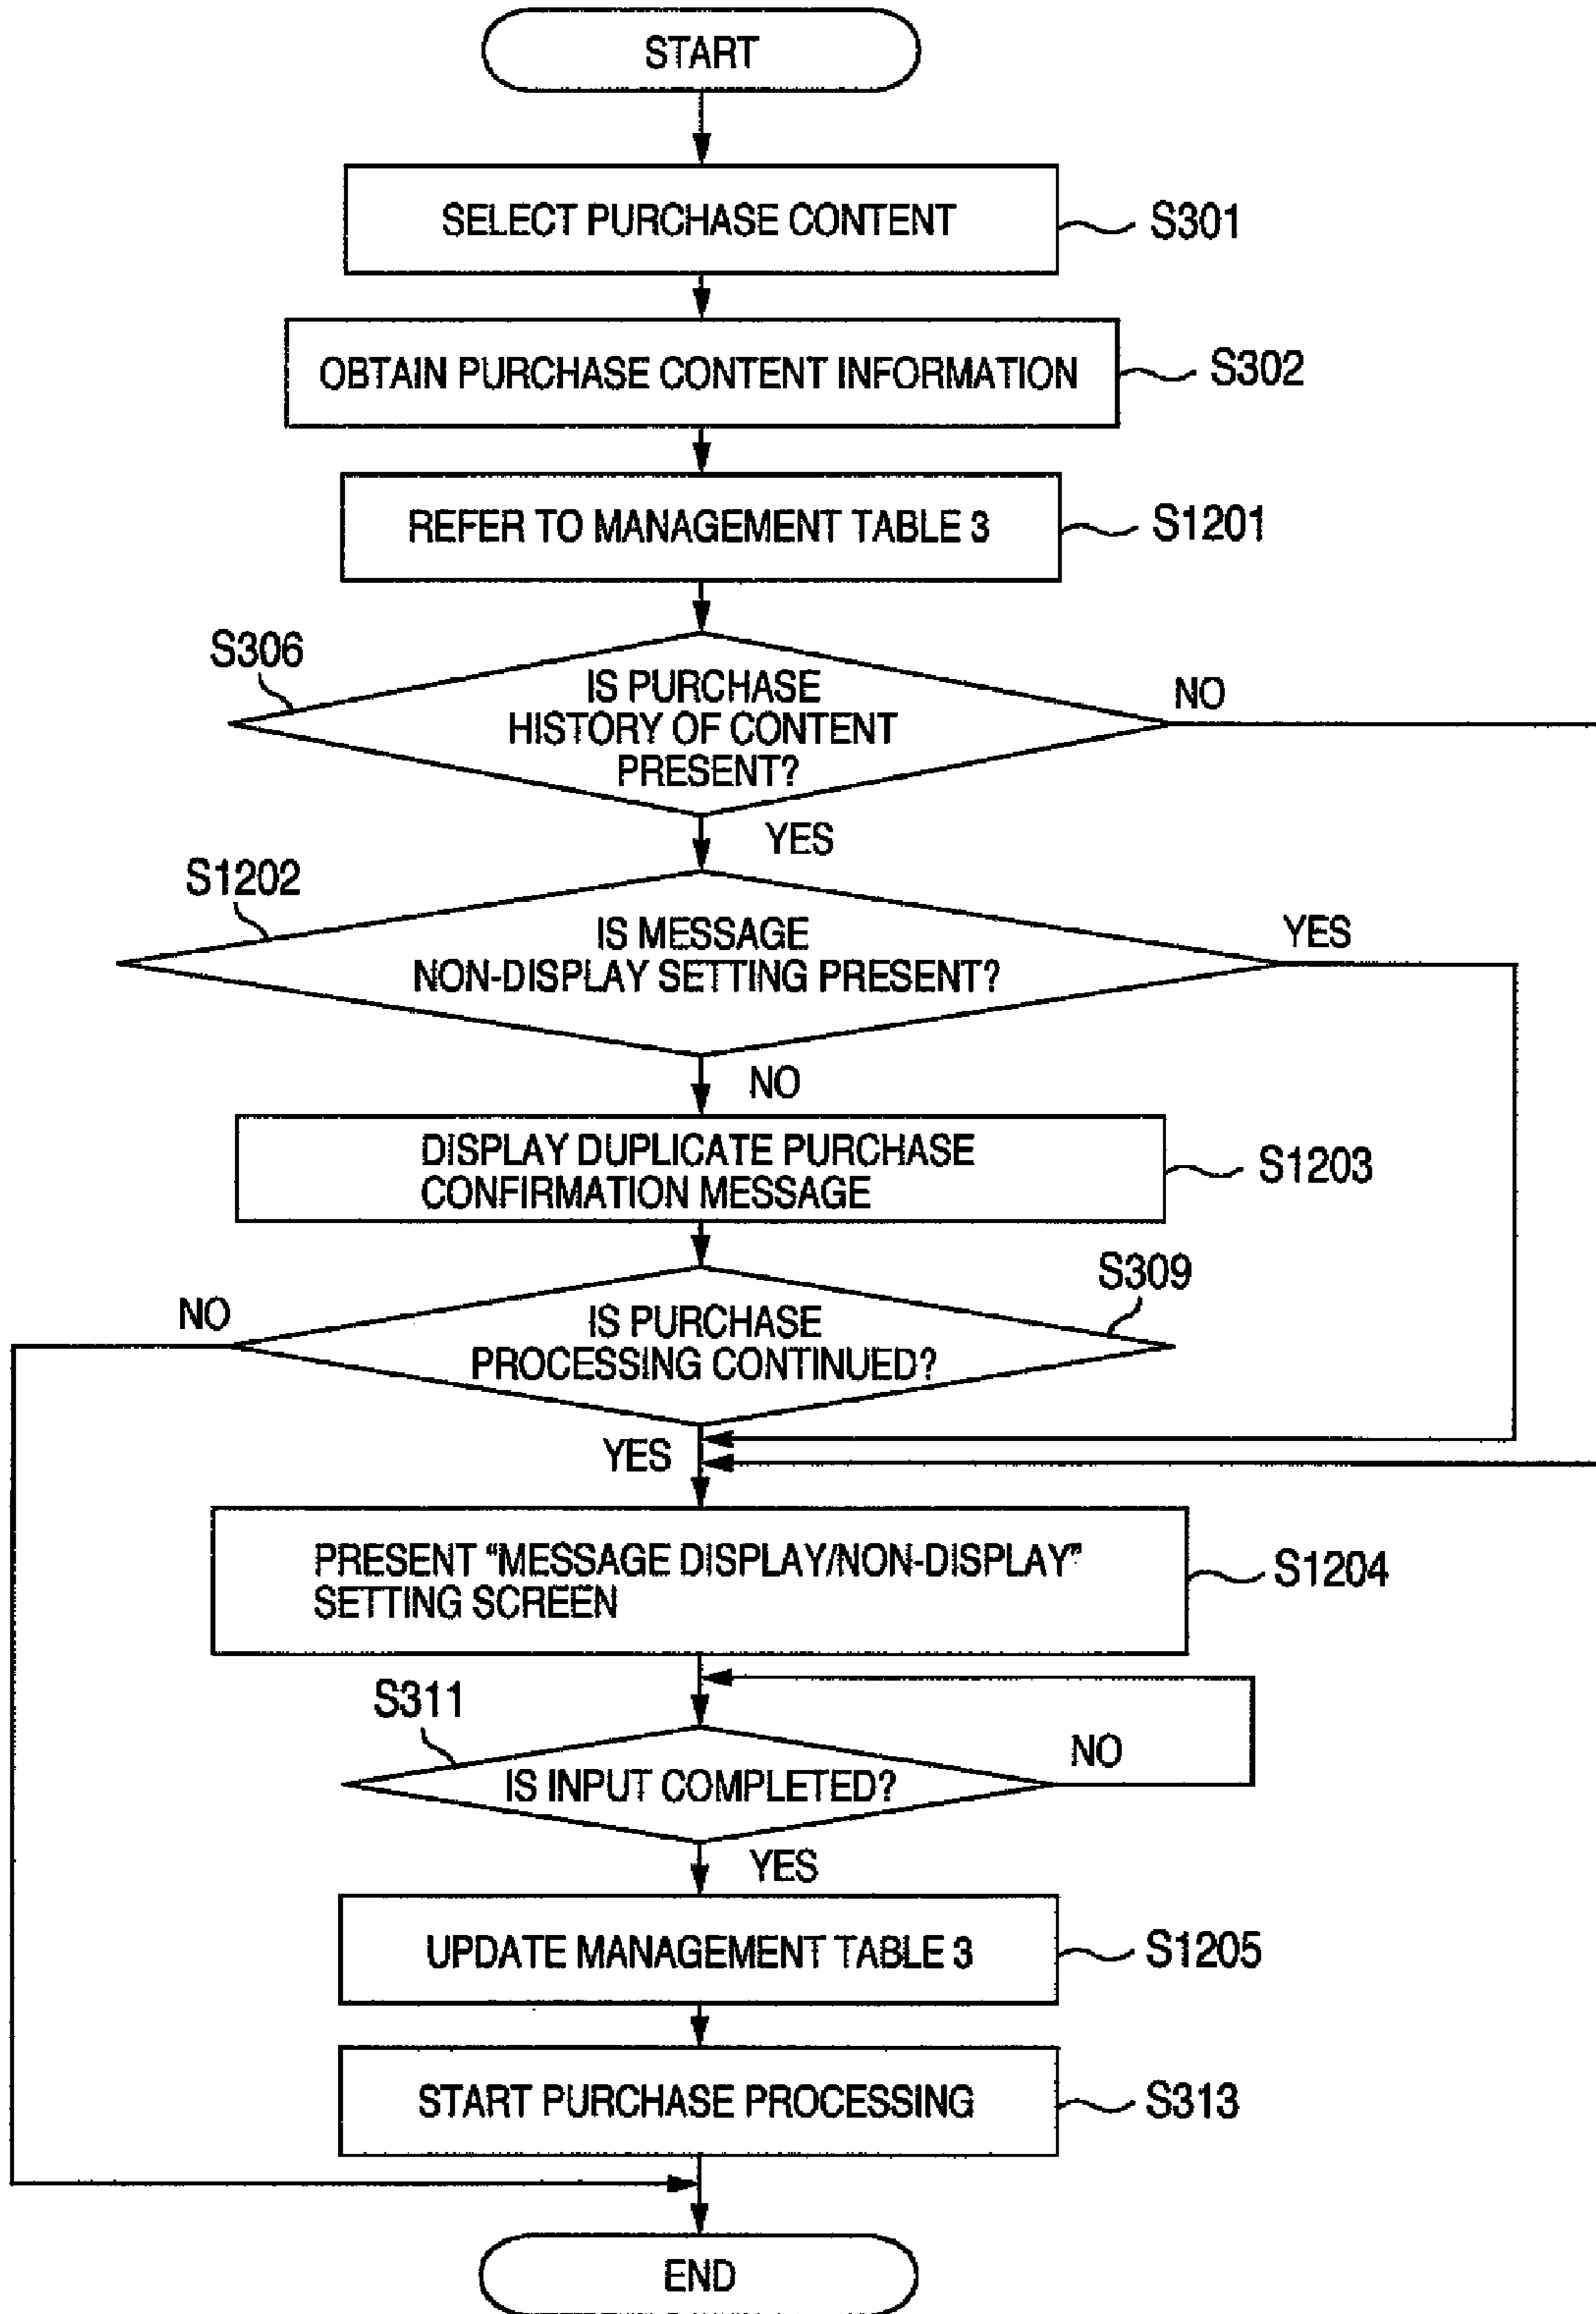 START
SELECT PURCHASE CONTENT
S301
OBTAIN PURCHASE CONTENT INFORMATION
S302
REFER TO MANAGEMENT TABLE 3
S1201
S306
IS PURCHASE
HISTORY OF CONTENT
PRESENT?
NO
YES
S1202
IS MESSAGE
NON-DISPLAY SETTING PRESENT?
YES
NO
DISPLAY DUPLICATE PURCHASE
CONFIRMATION MESSAGE
S1203
S309
NO
IS PURCHASE
PROCESSING CONTINUED?
YES
PRESENT “MESSAGE DISPLAY/NON-DISPLAY”
SETTING SCREEN
S1204
S311
IS INPUT COMPLETED?
NO
YES
UPDATE MANAGEMENT TABLE 3
S1205
START PURCHASE PROCESSING
S313
END